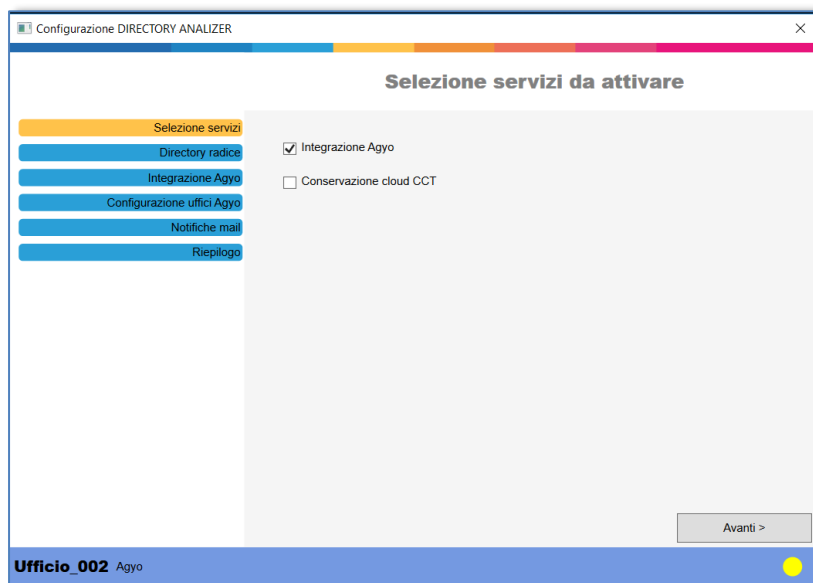 Configurazione DIRECTORY ANALIZER
Selezione servizi da attivare
Selezione servizi
Directory radice
Integrazione Agyo
Configurazione uffici Agyo
Notifiche mail
Riepilogo
Integrazione Agyo
Conservazione cloud CCT
Avanti >
Ufficio_002 Agyo